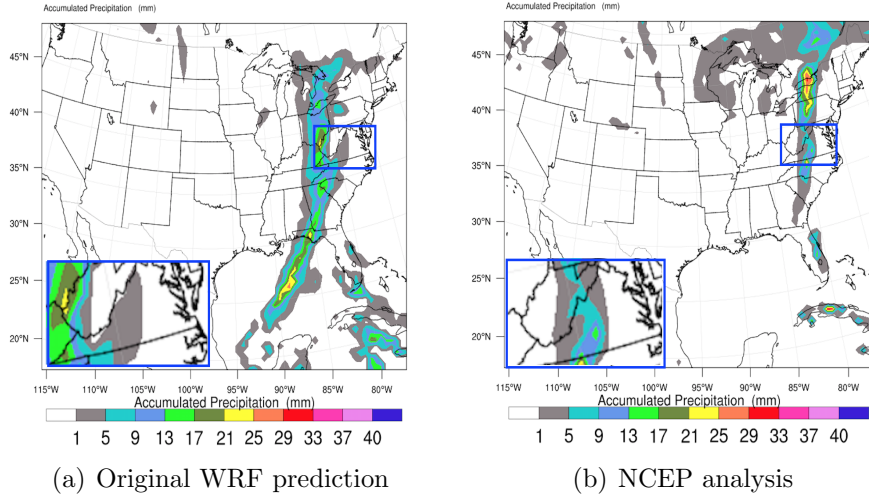 Accumulated Precipitation (mm)
45°N
40°N
35°N
30°N
25°N
20°N
115°W 110°W 105°W 100°W 95°W 90°W 85°W 80°W
Accumulated Precipitation (mm)
1 5 9 13 17 21 25 29 33 37 40
(a) Original WRF prediction
Accumulated Precipitation (mm)
45°N
40°N
35°N
30°N
25°N
20°N
115°W 110°W 105°W 100°W 95°W 90°W 85°W 80°W
Accumulated Precipitation (mm)
1 5 9 13 17 21 25 29 33 37 40
(b) NCEP analysis